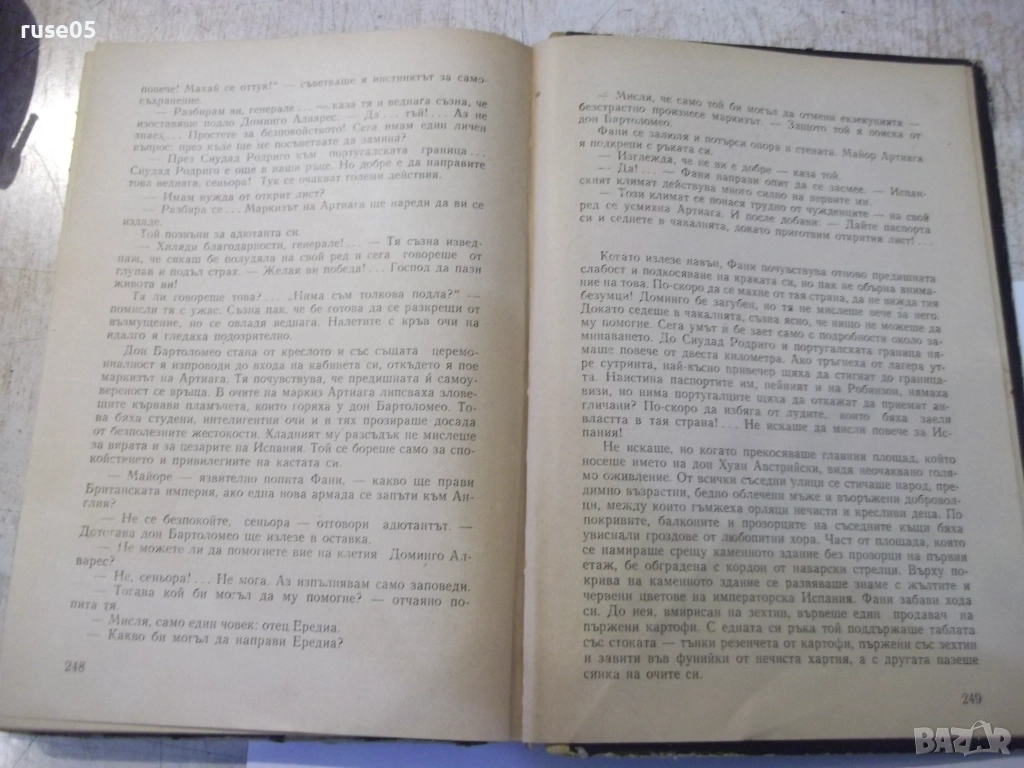 ruse05
повече! Махай се оттук!" — съветваше я инстинктът за само-
съхранение.
— Разбирам ви, генерале... — каза тя и веднага съзна, че
изоставяше подло Доминго Алварес. — Да... тъй! ... Аз не
знаех... Простете за безпокойството! Сега имам един личен
въпрос: през къде ще ме посъветвате да замина?
— През Сиудад Родриго към португалската граница...
Сиудад Родриго е още в ваши ръце. Но добре е да направите
това веднага, сеньора! Тук се очакват големи действия.
— Имам нужда от открит лист?
— Разбира се... Маркизът на Артиага ще нареди да ви се
издаде.
Той позвъни за адютанта си.
— Хиляди благодарности, генерале! ... — Тя съзна извед-
наж, че сякаш бе полудяла на свой ред и сега говореше от
глупав и подъл страх. — Желая ви победа! ... Господ да пази
живота ви!
Тя ли говореше това? ... „Нима съм толкова подла?" —
помисли тя с ужас. Съзна пак, че бе готова да се разкрещи от
възмущение, но се овладя веднага. Налетите с кръв очи на
идалго я гледаха подозрително.
Дон Бартоломео стана от креслото и със същата церемо-
ниалност я изпроводи до входа на кабинета си, откъдето я пое
маркизът на Артиага. Тя почувствува, че предишната ѝ самоу-
вереност се връща. В очите на маркиз Артиага липсваха злове-
щите кървави пламъчета, които горяха у дон Бартоломео. То-
ва бяха студени, интелигентни очи и в тях прозираше досада
от безполезните жестокости. Хладният му разсъдък не мислеше
за вярата и за цезарите на Испания. Той се бореше само за спо-
койствието и привилегиите на кастата си.
— Майоре — язвително попита Фани, — какво ще прави
Британската империя, ако една нова армада се запъти към Ан-
глия?
— Не се безпокойте, сеньора — отговори адютантът. —
Дотогава дон Бартоломео ще излезе в оставка.
— Не можете ли да помогнете вие на клетия Доминго Ал-
варес?
— Не, сеньора! ... Не мога. Аз изпълнявам само заповеди.
— Тогава кой би могъл да му помогне? — отчаяно по-
пита тя.
— Мисля, само един човек: отец Ередиа.
— Какво би могъл да направи Ередиа?
248
— Мисля, че само той би могъл да отмени екзекуцията —
безстрастно произнесе маркизът. — Защото той я поиска от
дон Бартоломео.
Фани се залюля и потърси опора в стената. Майор Артиага
я подкрепи с ръката си.
— Изглежда, че не ви е добре — каза той.
— Да! ... — Фани направи опит да се засмее. — Испан-
ският климат действува много силно на нервите ми.
— Този климат се понася трудно от чужденците — на свой
ред се усмихна Артиага. И после добави: — Дайте паспорта
си и седнете в чакалнята, докато приготвим открития лист! ...
Когато излезе навън, Фани почувствува отново предишната
слабост и подкосяване на краката си, но пак не обърна внима-
ние на това. По-скоро да се махне от тая страна, да не вижда тия
безумци! Доминго бе загубен, но тя не мислеше вече за него.
Докато седеше в чакалнята, съзна ясно, че нищо не можеше да
му помогне. Сега умът ѝ бе зает само с подробности около за-
минаването. До Сиудад Родриго и португалската граница ня-
маше повече от двеста километра. Ако тръгнеха от лагера ут-
ре сутринта, най-късно привечер щяха да стигнат до граница-
та. Наистина паспортите им, нейният и на Робинзон, нямаха
визи, но нима португалците щяха да откажат да приемат ан-
гличани? По-скоро да избяга от лудите, които бяха заели
властта в тая страна! ... Не искаше да мисли повече за Ис-
пания!
Не искаше, но когато прекосяваше главния площад, който
носеше името на дон Хуан Австрийски, видя неочаквано голя-
мо оживление. От всички съседни улици се стичаше народ, пре-
димно възрастни, бедно облечени мъже и въоръжени доброволн-
ци, между които гъмжеха орляци нечисти и кресливи деца. По
покривите, балконите и прозорците на съседните къщи бяха
увиснали гроздове от любопитни хора. Част от площада, която
се намираше срещу каменното здание без прозорци на първия
етаж, бе обградена с кордон от наварски стрелци. Върху по-
крива на каменното здание се развяваше знаме с жълтите и
червени цветове на императорска Испания. Фани забави хода
си. До нея, вмирисан на зехтин, вървеше един продавач на
пържени картофи. С едната си ръка той поддържаше таблата
със стоката — тънки резенчета от картофи, пържени със зехтин
и завити във фунийки от нечиста хартия, а с другата пазеше
сянка на очите си.
249
BAZAR